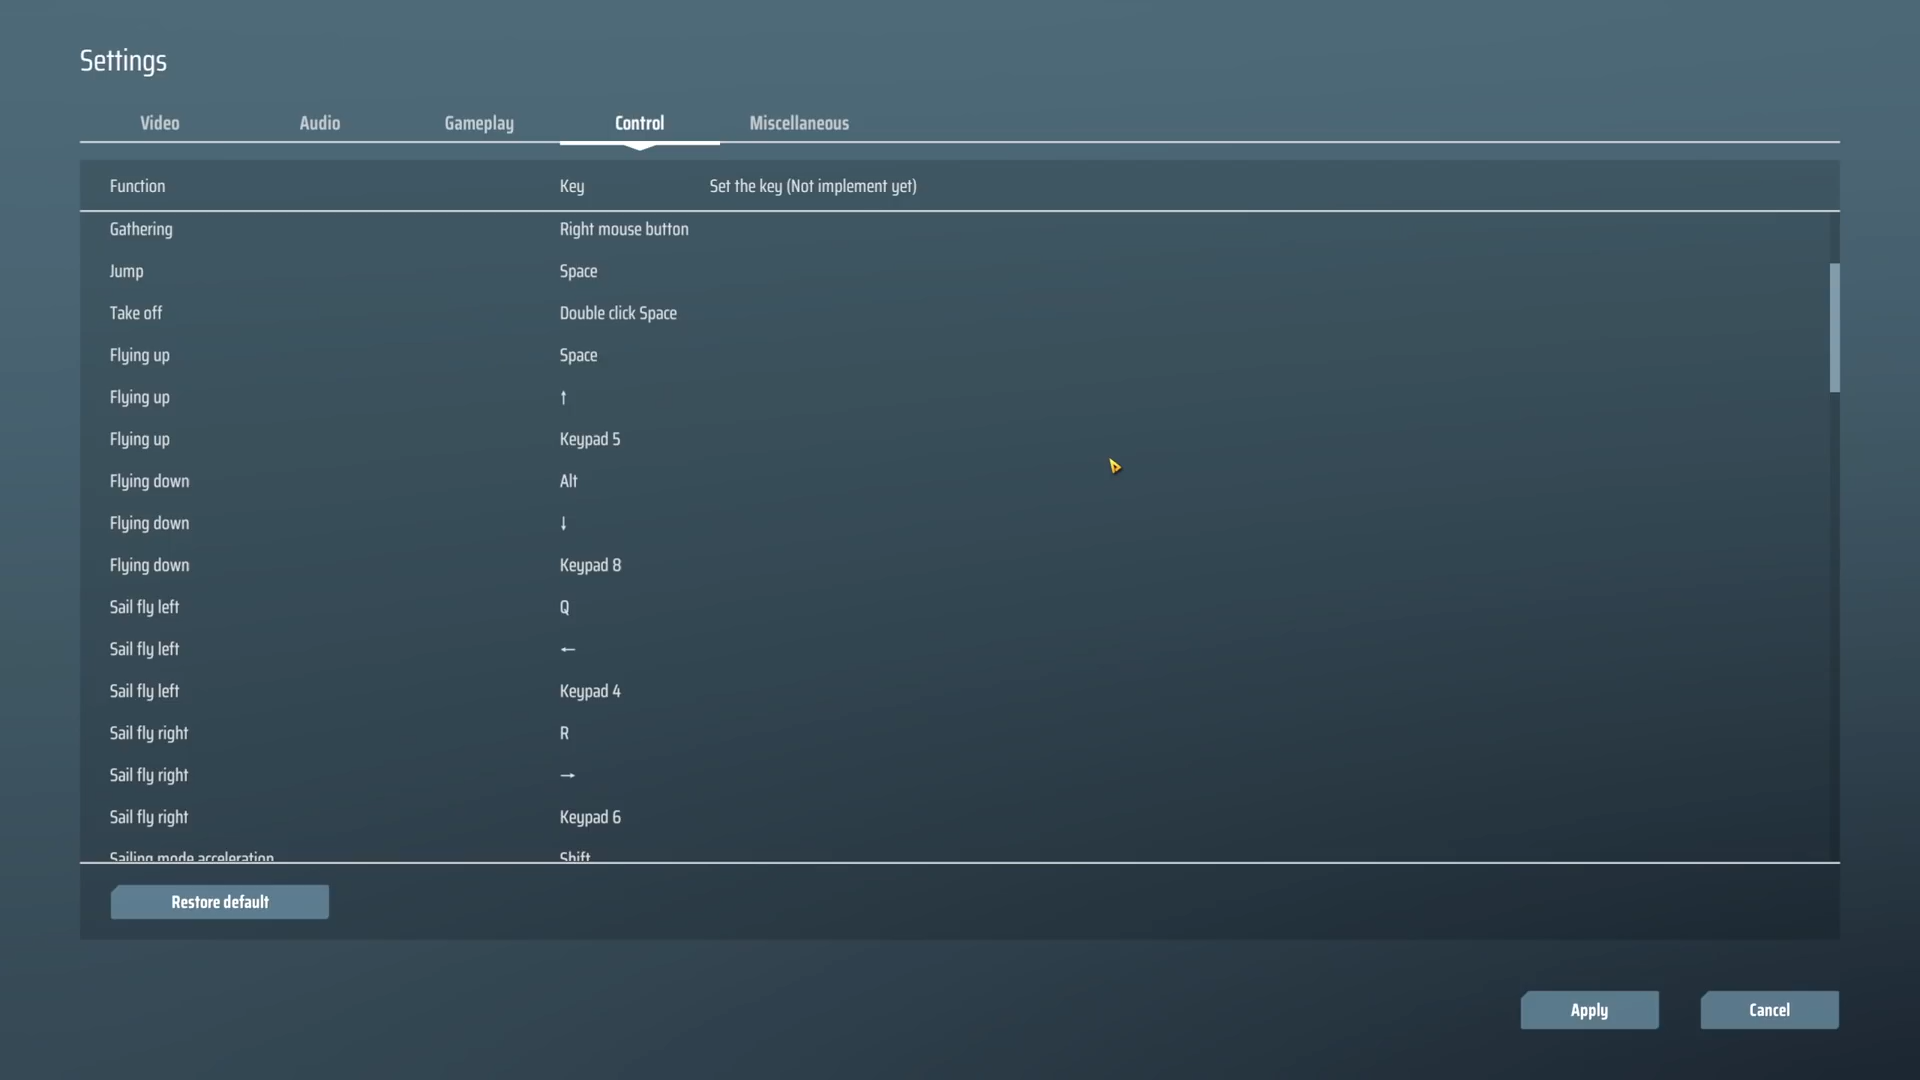 Settings
Video Audio Gameplay Control Miscellaneous
Function Key Set the key (Not implement yet)
Gathering Right mouse button
Jump Space
Take off Double click Space
Flying up Space
Flying up ↑
Flying up Keypad 5
Flying down Alt
Flying down ↓
Flying down Keypad 8
Sail fly left Q
Sail fly left ←
Sail fly left Keypad 4
Sail fly right R
Sail fly right →
Sail fly right Keypad 6
Sailing mode acceleration Shift
Restore default
Apply Cancel